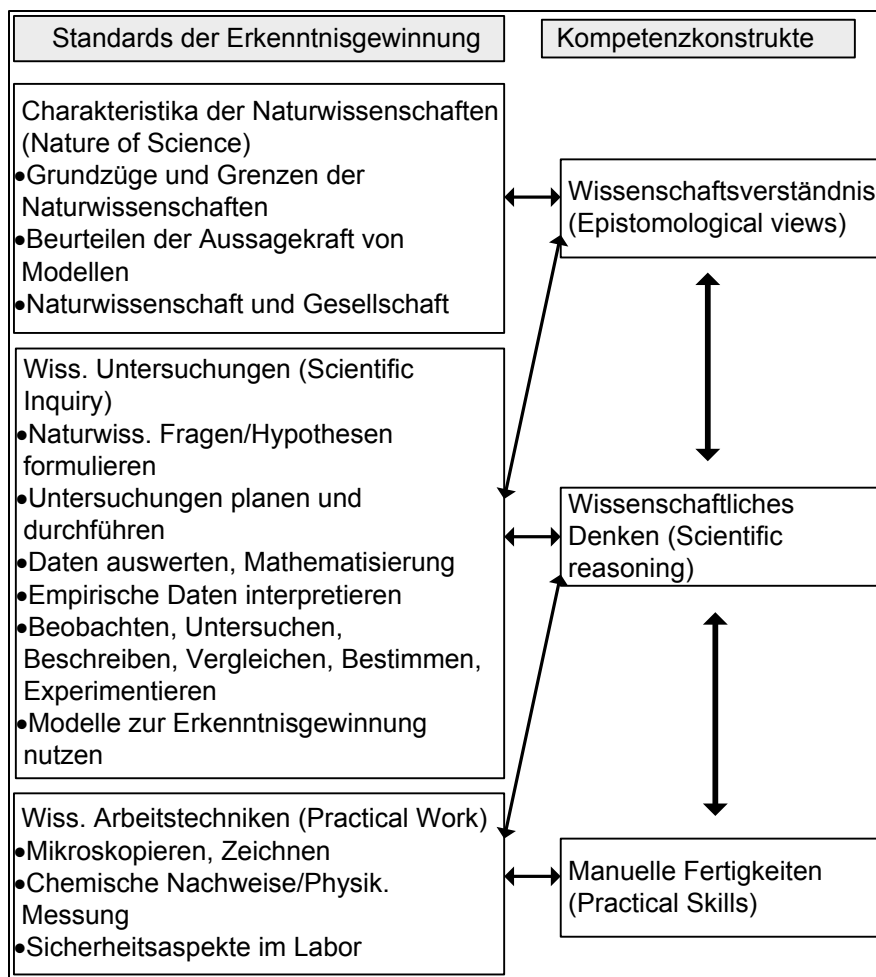 Standards der Erkenntnisgewinnung
Kompetenzkonstrukte
Charakteristika der Naturwissenschaften
(Nature of Science)
•Grundzüge und Grenzen der
Naturwissenschaften
•Beurteilen der Aussagekraft von
Modellen
•Naturwissenschaft und Gesellschaft
Wissenschaftsverständnis
(Epistomological views)
Wiss. Untersuchungen (Scientific
Inquiry)
•Naturwiss. Fragen/Hypothesen
formulieren
•Untersuchungen planen und
durchführen
•Daten auswerten, Mathematisierung
•Empirische Daten interpretieren
•Beobachten, Untersuchen,
Beschreiben, Vergleichen, Bestimmen,
Experimentieren
•Modelle zur Erkenntnisgewinnung
nutzen
Wissenschaftliches
Denken (Scientific
reasoning)
Wiss. Arbeitstechniken (Practical Work)
•Mikroskopieren, Zeichnen
•Chemische Nachweise/Physik.
Messung
•Sicherheitsaspekte im Labor
Manuelle Fertigkeiten
(Practical Skills)